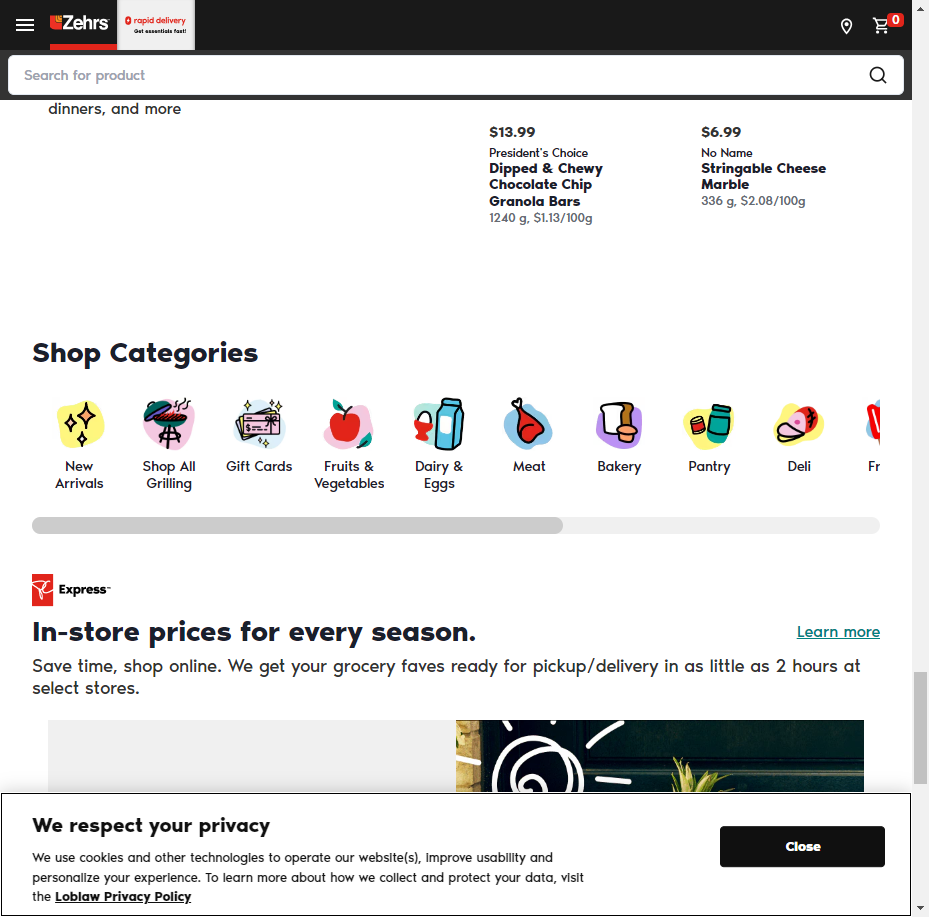 Zehrs
rapid delivery
Get essentials fast!
0
Search for product
dinners, and more
$13.99
President's Choice
Dipped & Chewy
Chocolate Chip
Granola Bars
1240 g, $1.13/100g
$6.99
No Name
Stringable Cheese
Marble
336 g, $2.08/100g
Shop Categories
New
Arrivals
Shop All
Grilling
Gift Cards
Fruits &
Vegetables
Dairy &
Eggs
Meat
Bakery
Pantry
Deli
Fr
Express™
In-store prices for every season.
Learn more
Save time, shop online. We get your grocery faves ready for pickup/delivery in as little as 2 hours at
select stores.
We respect your privacy
We use cookies and other technologies to operate our website(s), improve usability and
personalize your experience. To learn more about how we collect and protect your data, visit
the Loblaw Privacy Policy
Close